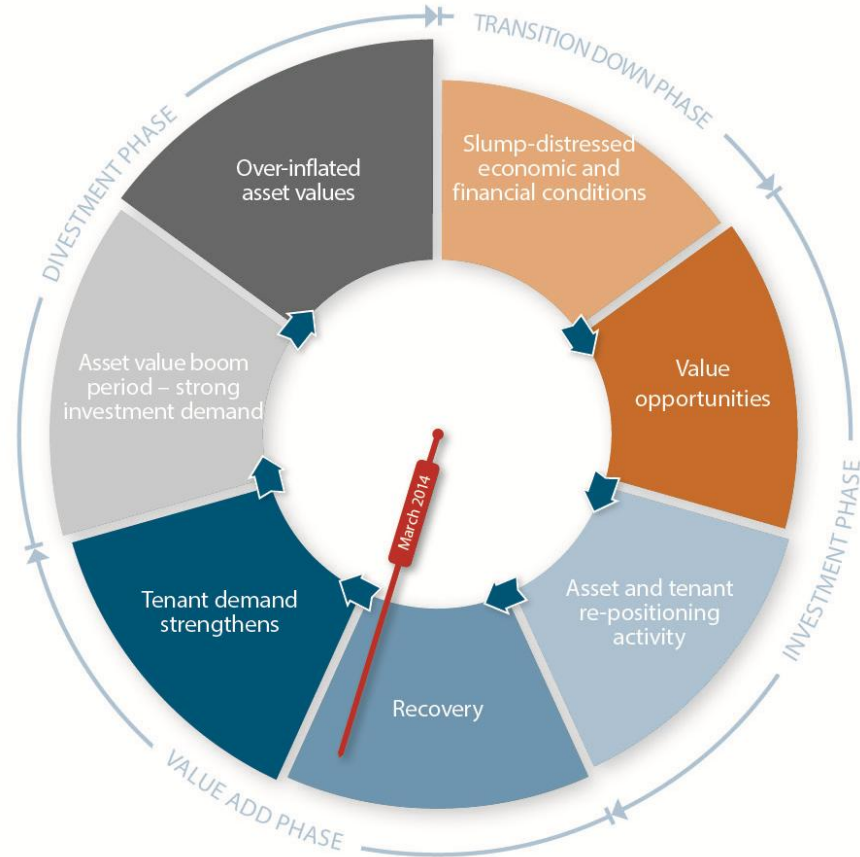 TRANSITION DOWN PHASE
Slump-distressed
economic and
financial conditions
Value
opportunities
INVESTMENT PHASE
Asset and tenant
re-positioning
activity
Recovery
March 2014
VALUE ADD PHASE
Tenant demand
strengthens
Asset value boom
period – strong
investment demand
DIVESTMENT PHASE
Over-inflated
asset values